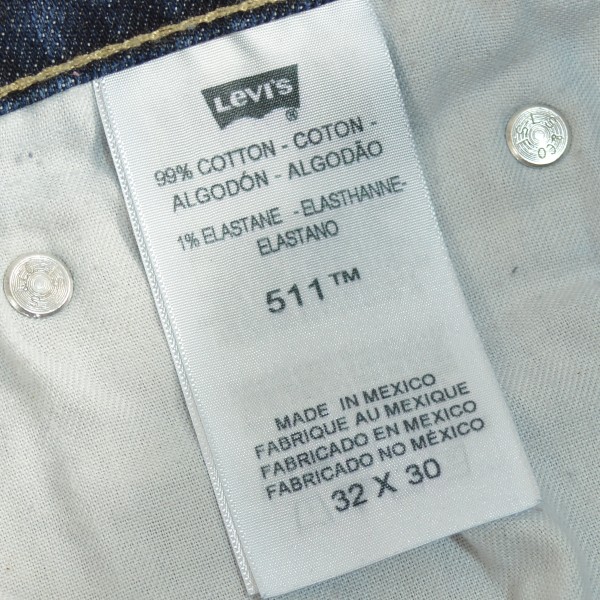 Levi's
®
99% COTTON - COTON -
ALGODÓN - ALGODÃO
1% ELASTANE - ELASTHANNE-
ELASTANO
511™
MADE IN MEXICO
FABRIQUE AU MEXIQUE
FABRICADO EN MEXICO
FABRICADO NO MÉXICO
32 X 30